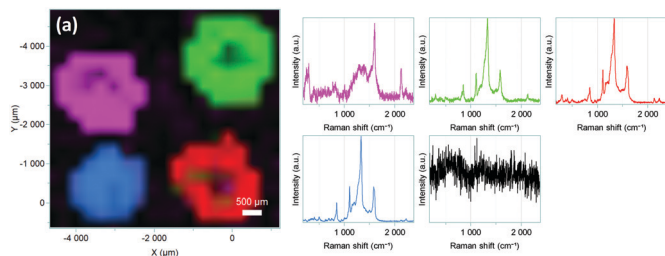 (a)
-4 000
-3 000
-2 000
-1 000
0
Y (µm)
-4 000
-2 000
0
X (µm)
500 µm
Intensity (a.u.)
1 000
2 000
Raman shift (cm⁻¹)
Intensity (a.u.)
1 000
2 000
Raman shift (cm⁻¹)
Intensity (a.u.)
1 000
2 000
Raman shift (cm⁻¹)
Intensity (a.u.)
1 000
2 000
Raman shift (cm⁻¹)
Intensity (a.u.)
1 000
2 000
Raman shift (cm⁻¹)